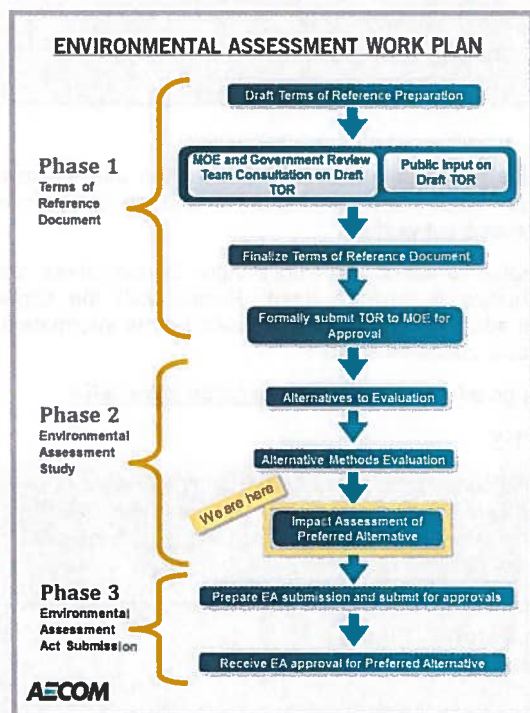 ENVIRONMENTAL ASSESSMENT WORK PLAN
Phase 1
Terms of
Reference
Document
Draft Terms of Reference Preparation
MOE and Government Review
Team Consultation on Draft
TOR
Public Input on
Draft TOR
Finalize Terms of Reference Document
Formally submit TOR to MOE for
Approval
Phase 2
Environmental
Assessment
Study
Alternatives to Evaluation
Alternative Methods Evaluation
We are here
Impact Assessment of
Preferred Alternative
Phase 3
Environmental
Assessment
Act Submission
Prepare EA submission and submit for approvals
Receive EA approval for Preferred Alternative
AECOM